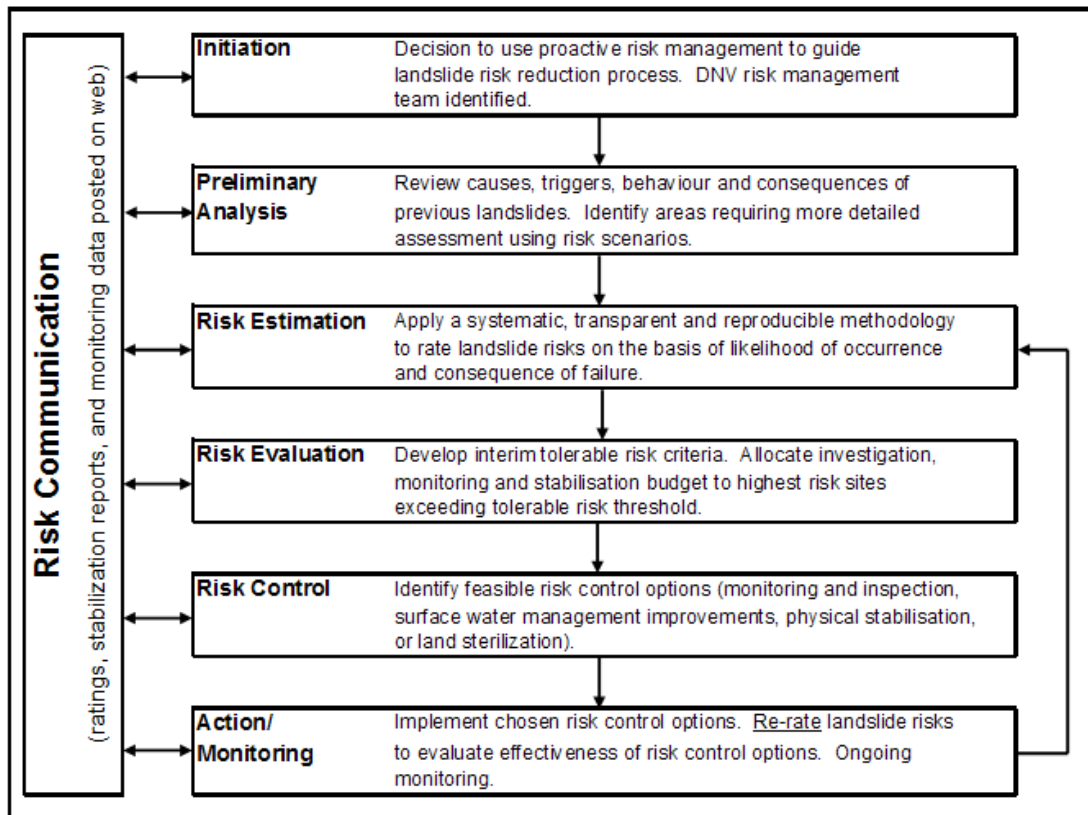 Risk Communication
(ratings, stabilization reports, and monitoring data posted on web)
Initiation
Decision to use proactive risk management to guide
landslide risk reduction process. DNV risk management
team identified.
Preliminary
Analysis
Review causes, triggers, behaviour and consequences of
previous landslides. Identify areas requiring more detailed
assessment using risk scenarios.
Risk Estimation
Apply a systematic, transparent and reproducible methodology
to rate landslide risks on the basis of likelihood of occurrence
and consequence of failure.
Risk Evaluation
Develop interim tolerable risk criteria. Allocate investigation,
monitoring and stabilisation budget to highest risk sites
exceeding tolerable risk threshold.
Risk Control
Identify feasible risk control options (monitoring and inspection,
surface water management improvements, physical stabilisation,
or land sterilization).
Action/
Monitoring
Implement chosen risk control options. Re-rate landslide risks
to evaluate effectiveness of risk control options. Ongoing
monitoring.